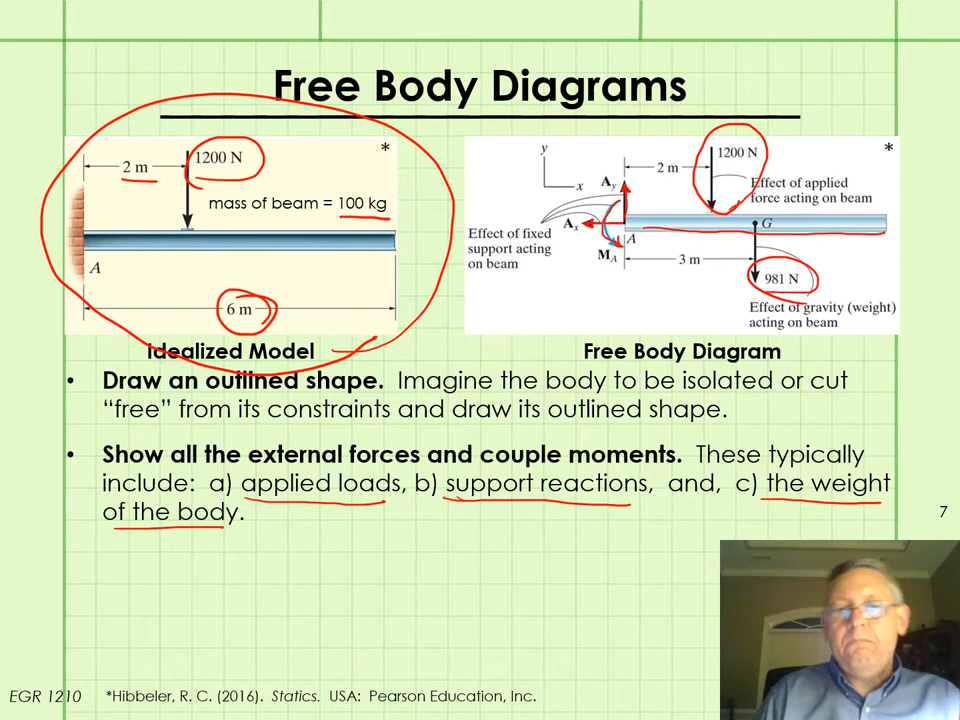 Free Body Diagrams
*
2 m
1200 N
mass of beam = 100 kg
A
6 m
Idealized Model
*
y
x
1200 N
2 m
Ay
Effect of applied
force acting on beam
Ax
G
Effect of fixed
support acting
on beam
A
MA
3 m
981 N
Effect of gravity (weight)
acting on beam
Free Body Diagram
• Draw an outlined shape. Imagine the body to be isolated or cut
“free” from its constraints and draw its outlined shape.
• Show all the external forces and couple moments. These typically
include: a) applied loads, b) support reactions, and, c) the weight
of the body.
7
EGR 1210
*Hibbeler, R. C. (2016). Statics. USA: Pearson Education, Inc.